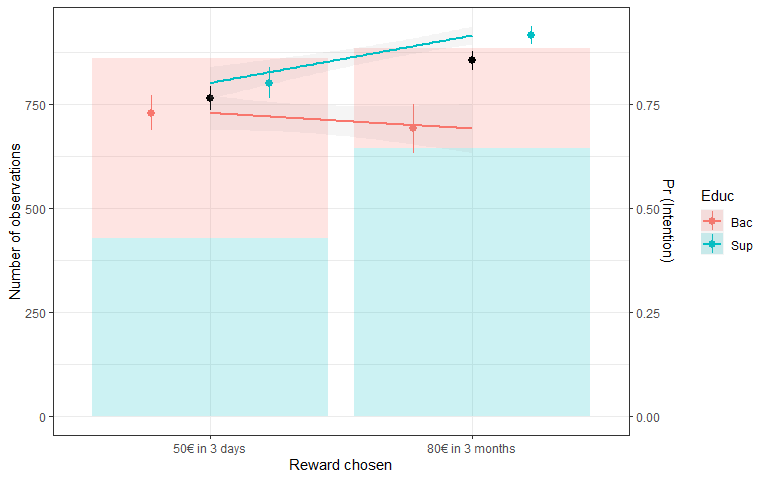 Number of observations
750
500
250
0
0.75
0.50
0.25
0.00
Pr (Intention)
50€ in 3 days
80€ in 3 months
Reward chosen
Educ
Bac
Sup